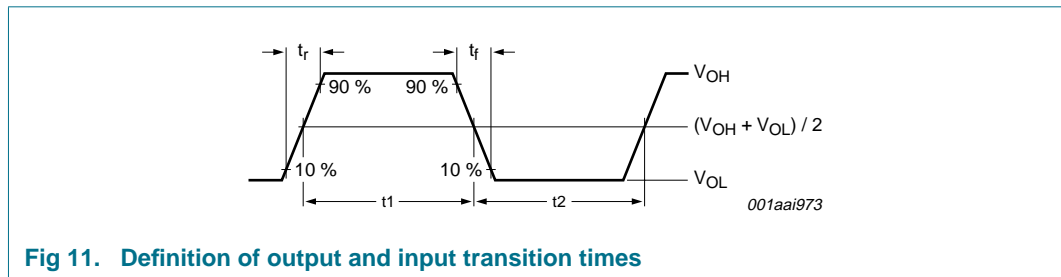 tr tf
90 % 90 % VOH
(VOH + VOL) / 2
10 % 10 % VOL
t1 t2
001aai973
Fig 11. Definition of output and input transition times